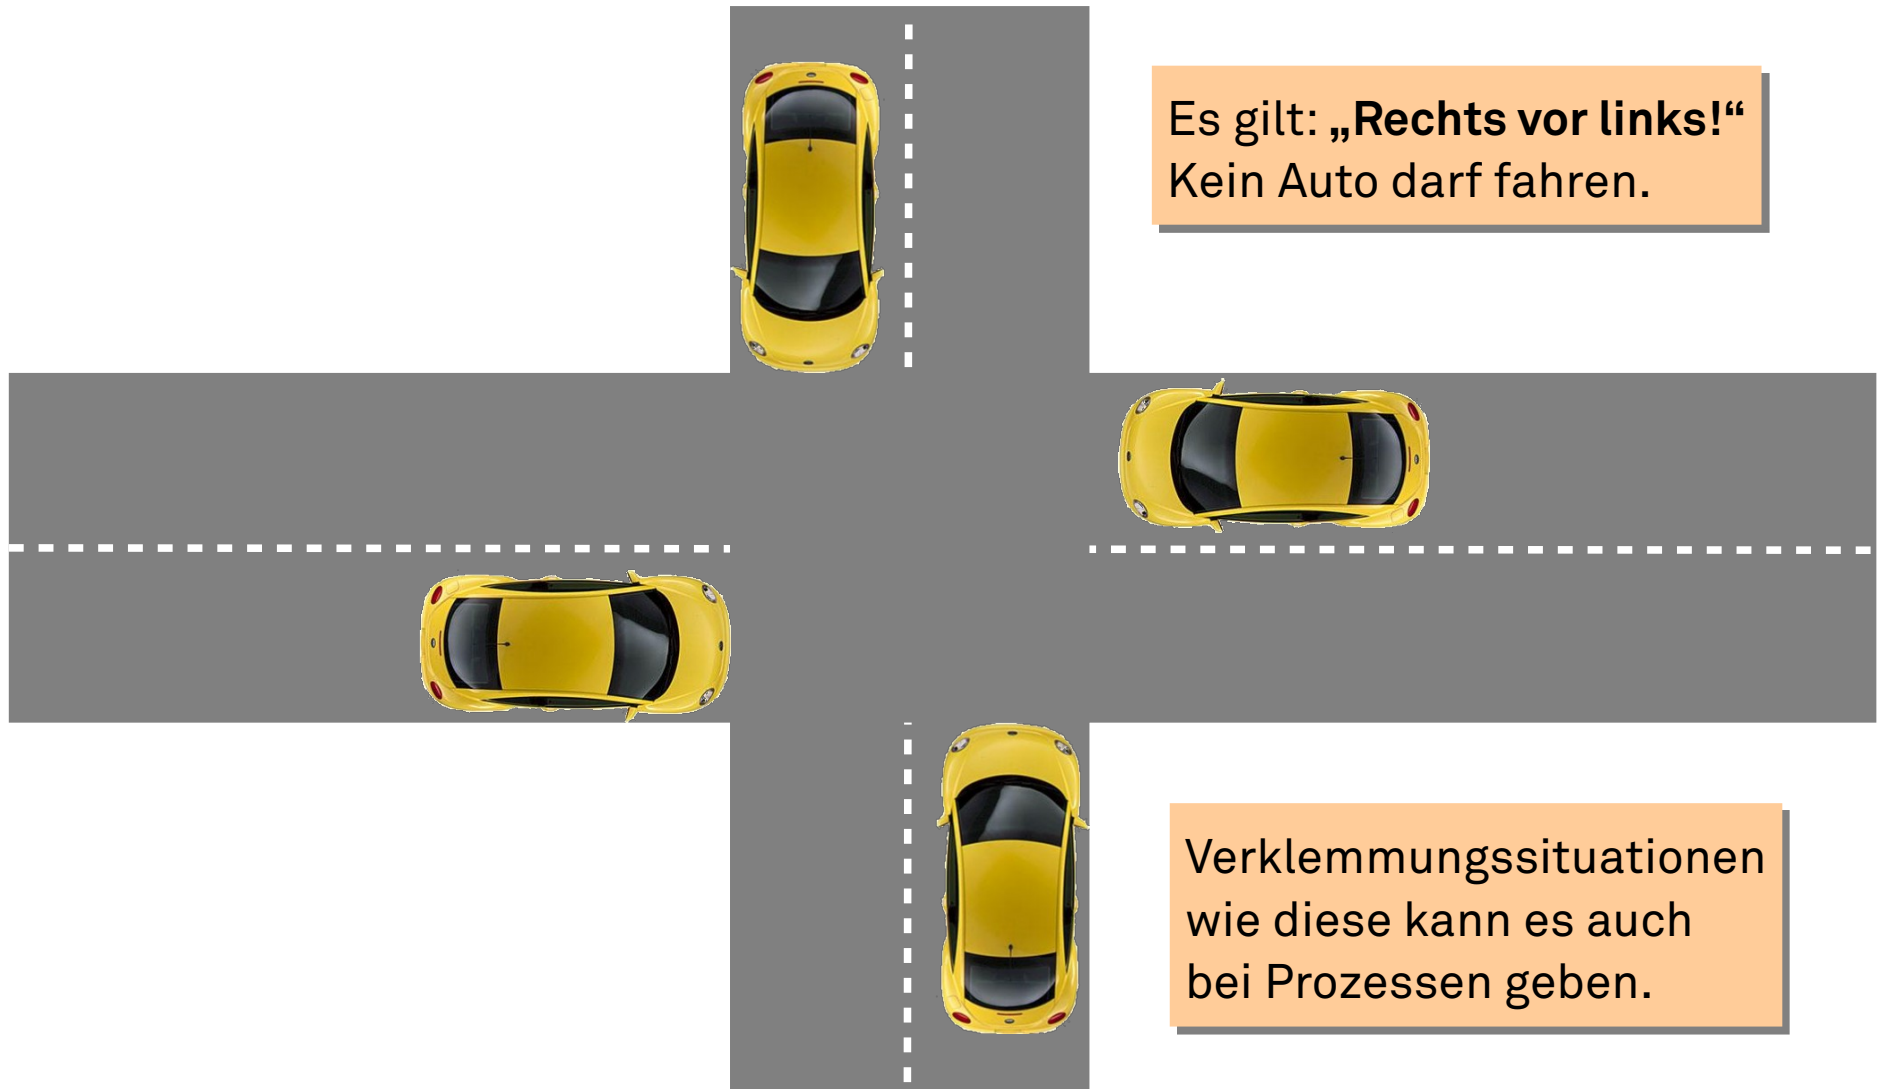 Es gilt: „Rechts vor links!“
Kein Auto darf fahren.
Verklemmungssituationen
wie diese kann es auch
bei Prozessen geben.